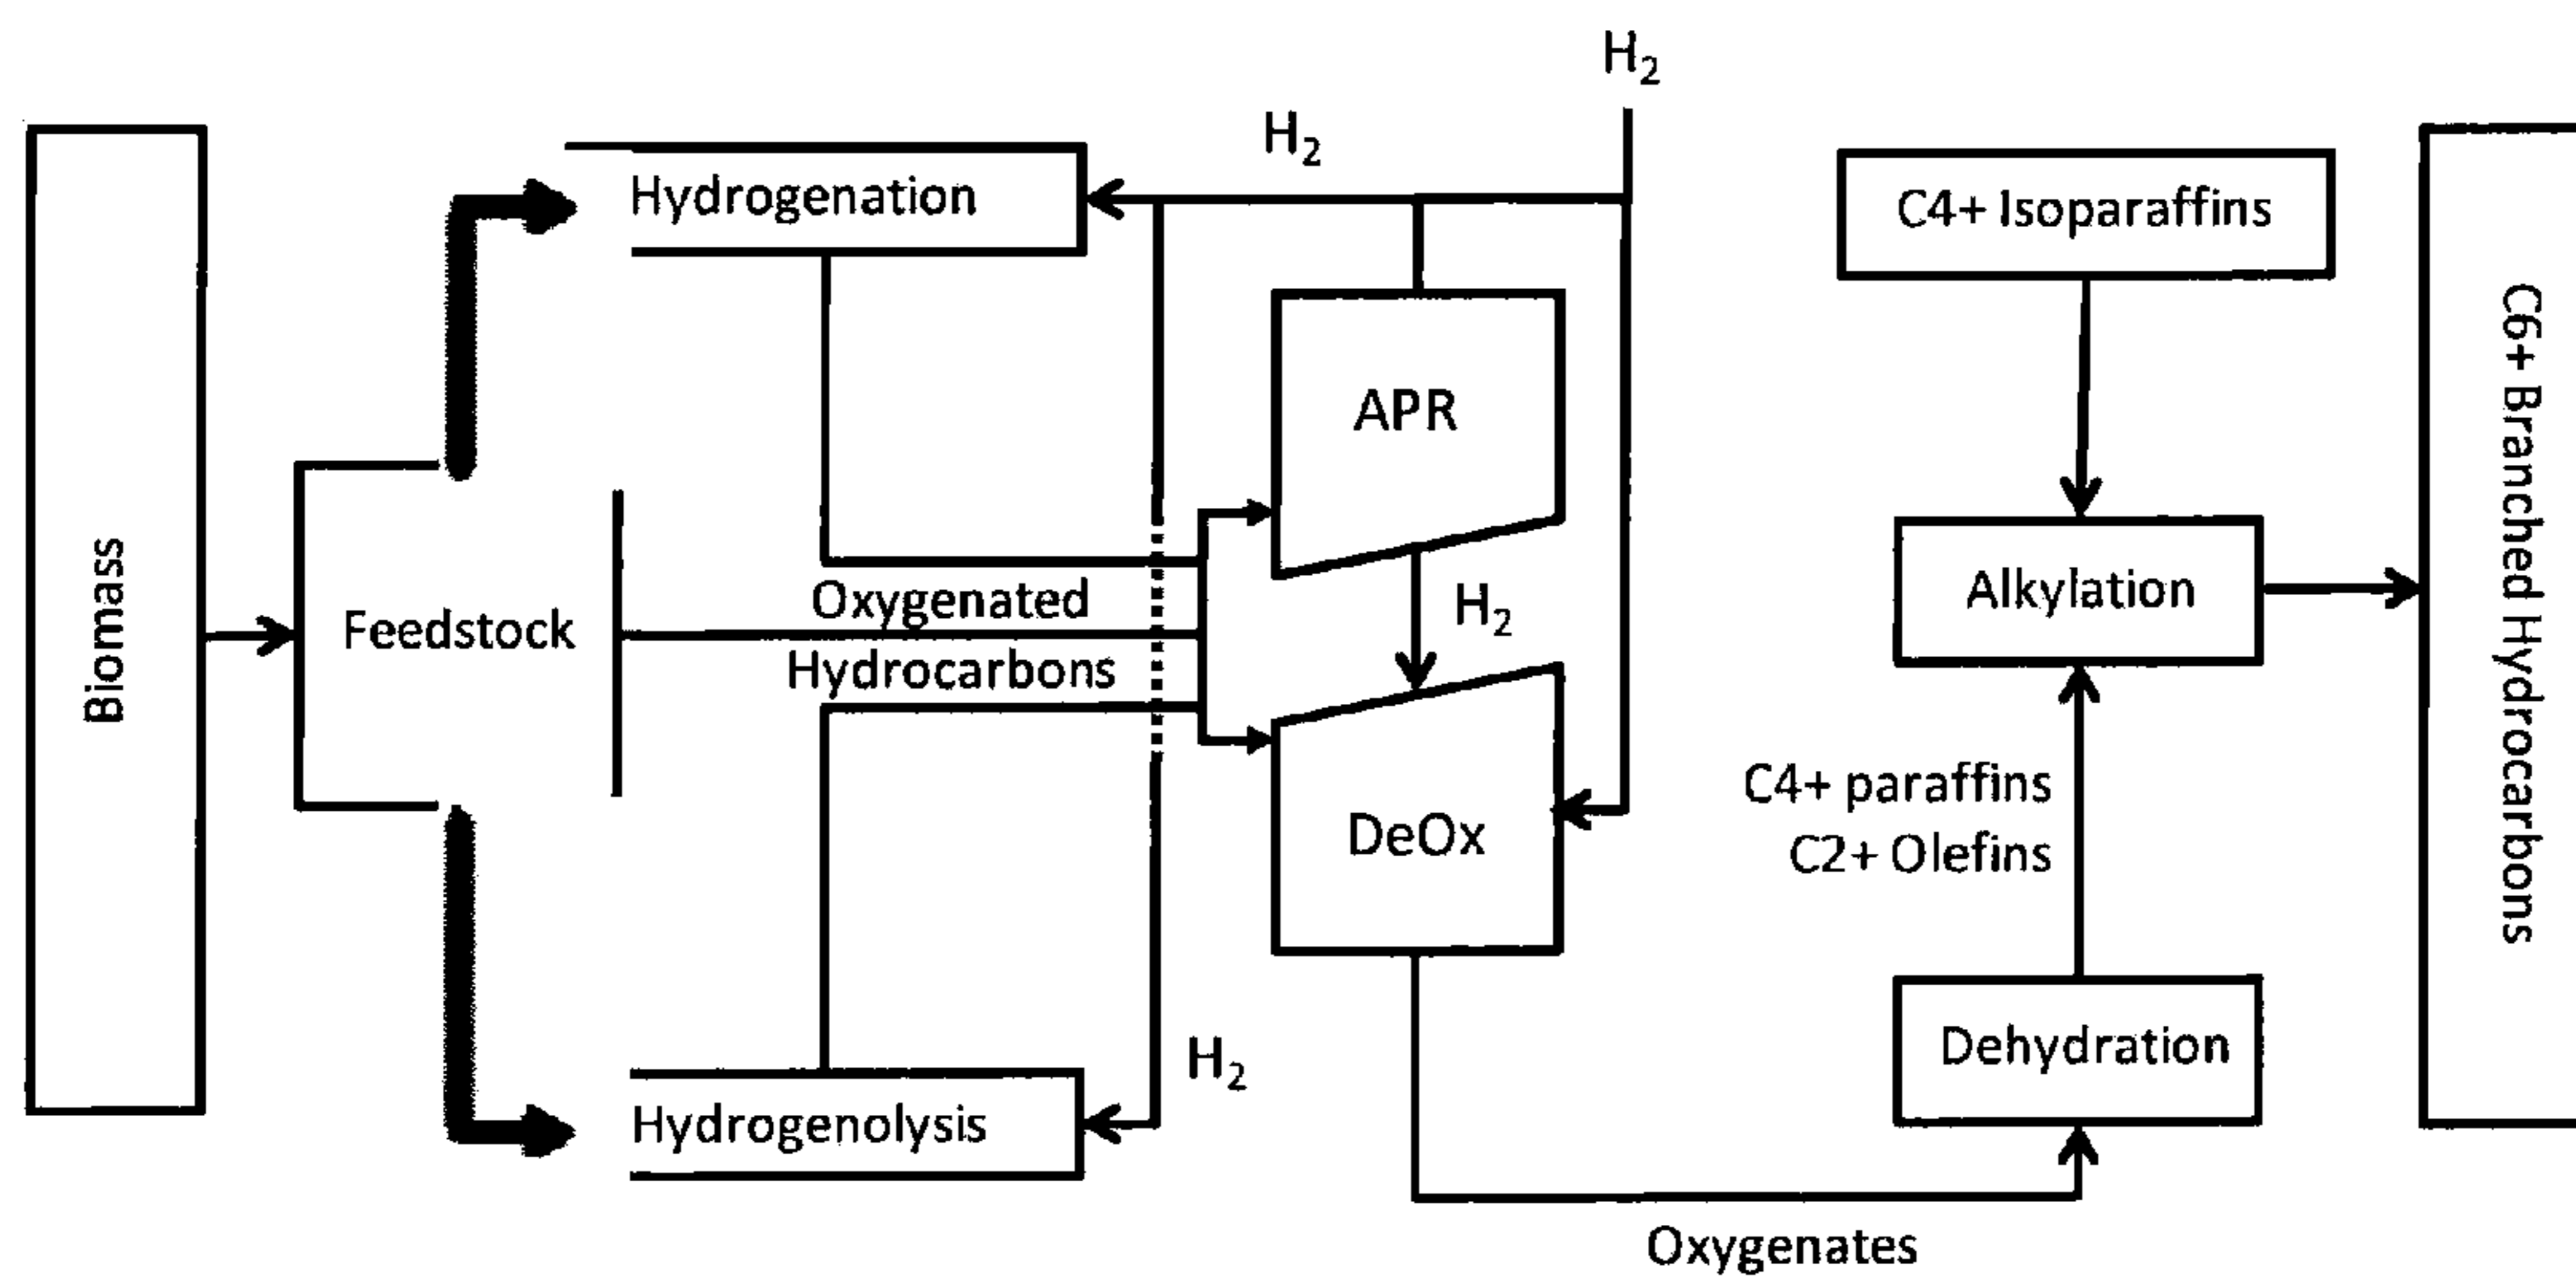 H₂
H₂
Hydrogenation
C4+ Isoparaffins
APR
Biomass
Feedstock
Oxygenated
Hydrocarbons
H₂
Alkylation
C6+ Branched Hydrocarbons
DeOx
C4+ paraffins
C2+ Olefins
Hydrogenolysis
H₂
Dehydration
Oxygenates